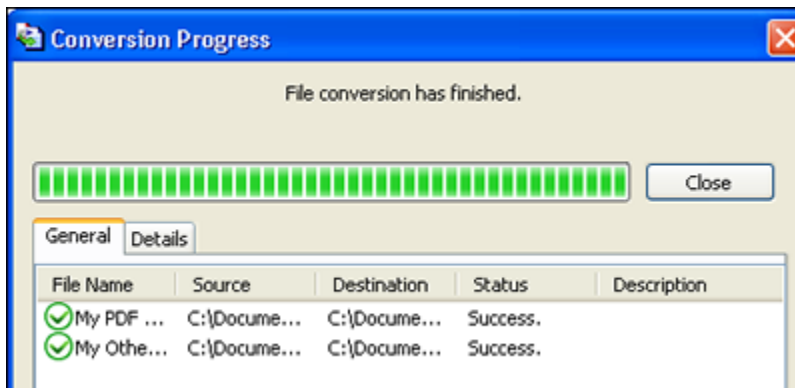 Conversion Progress
File conversion has finished.
Close
General Details
File Name Source Destination Status Description
My PDF ... C:\Docume... C:\Docume... Success.
My Othe... C:\Docume... C:\Docume... Success.